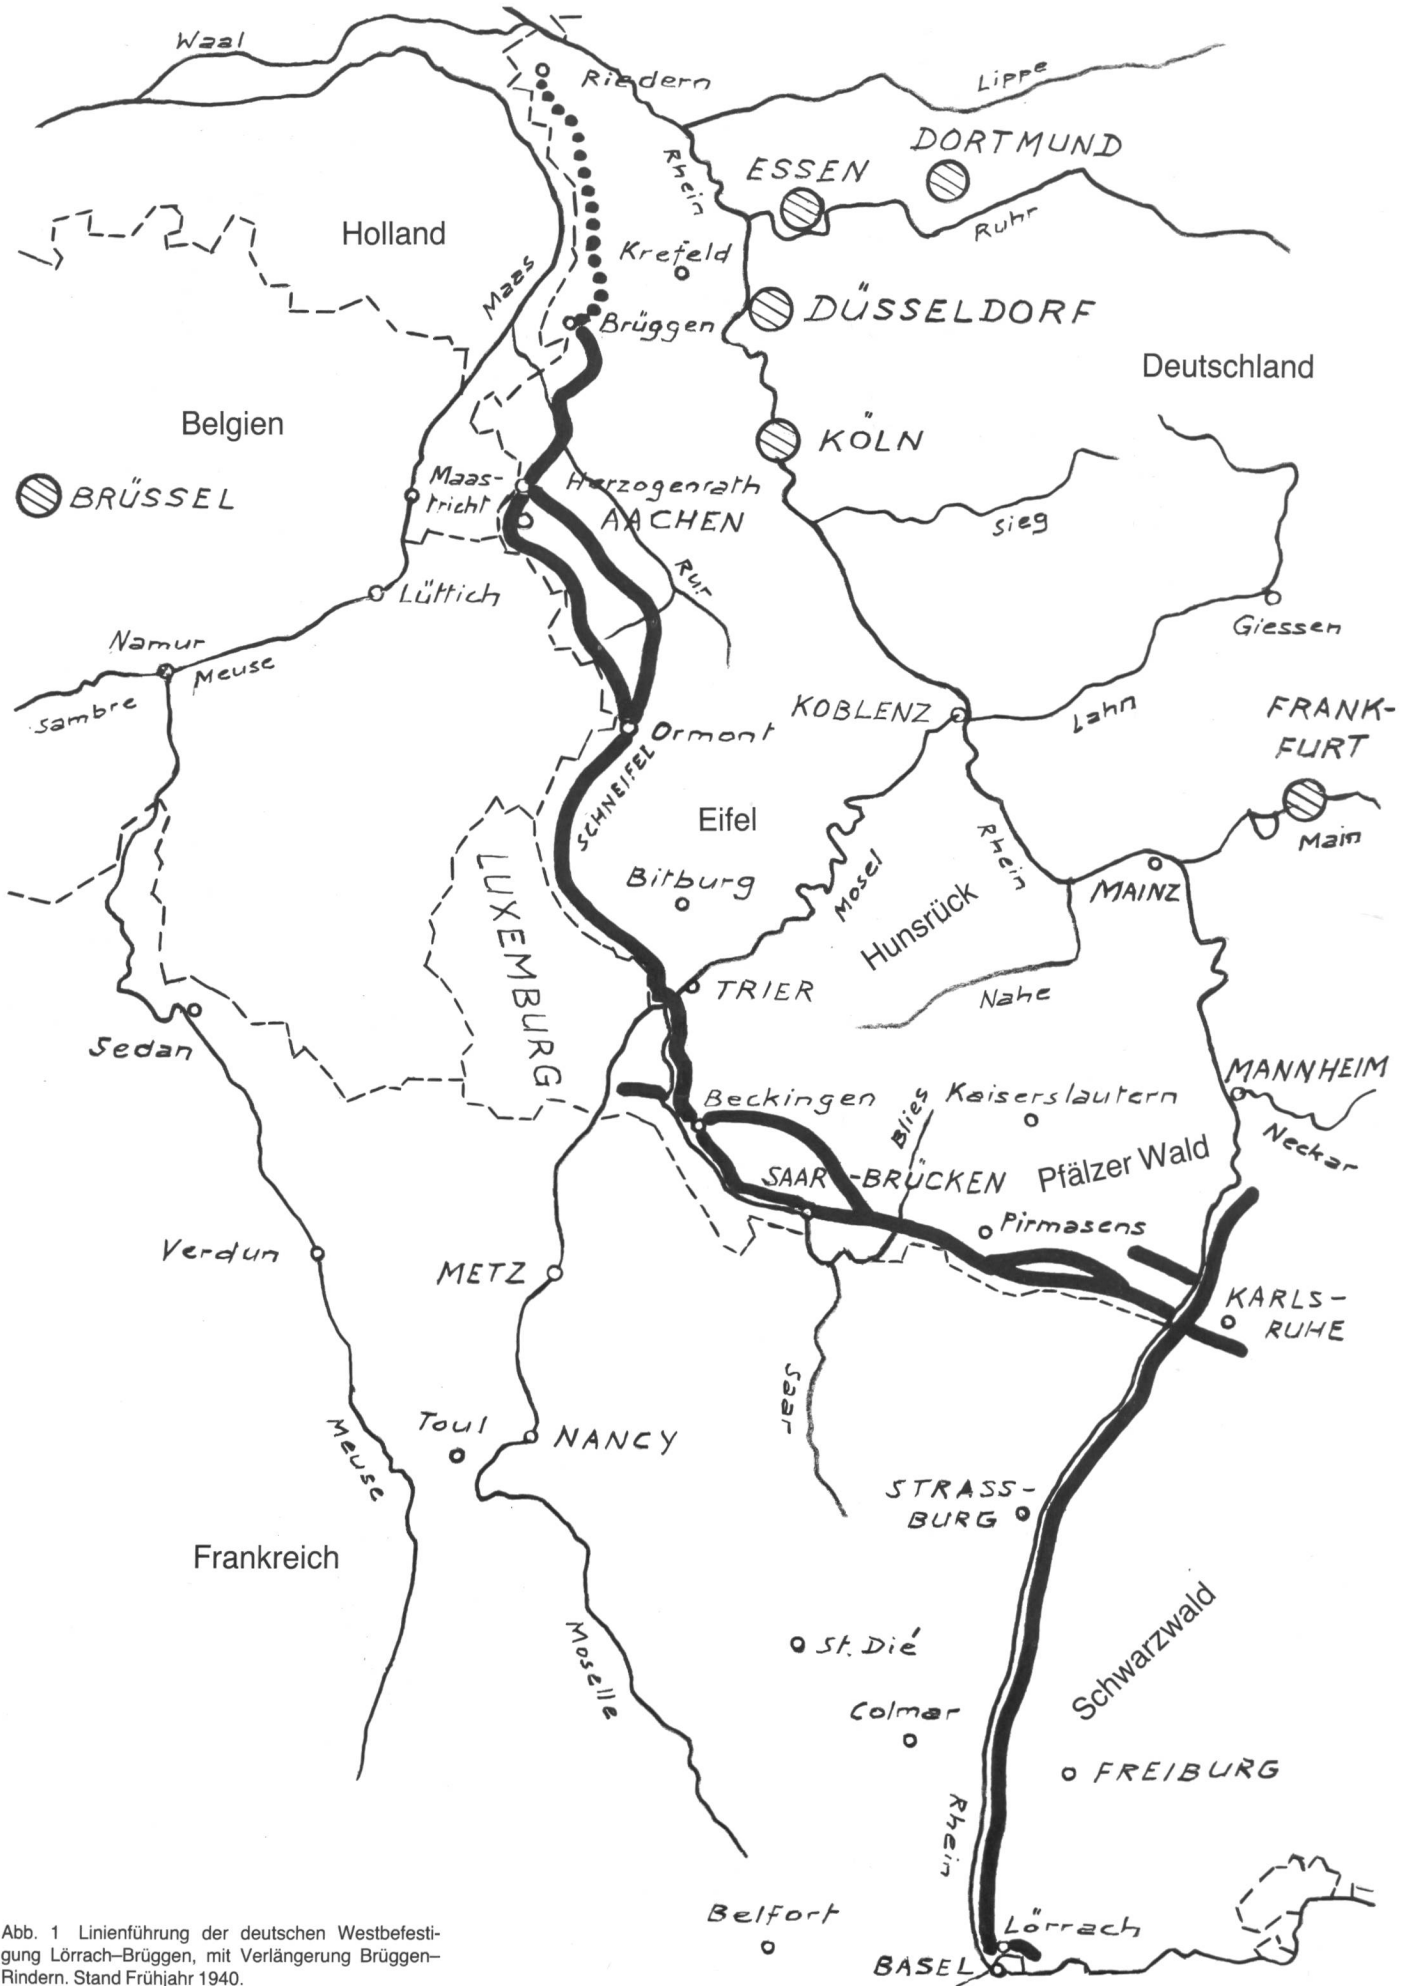 Waal
Riedern
Lippe
DORTMUND
ESSEN
Rhein
Ruhr
Holland
Krefeld
Maas
DÜSSELDORF
Brüggen
Deutschland
Belgien
KÖLN
BRÜSSEL
Maas-
tricht
Herzogenrath
AACHEN
Sieg
Rur
Lüttich
Giessen
Namur
Meuse
Sambre
KOBLENZ
Lahn
FRANK-
FURT
Ormont
SCHNEIFEL
Eifel
Main
Rhein
Mosel
LUXEMBURG
Bitburg
MAINZ
Hunsrück
TRIER
Nahe
Sedan
MANNHEIM
Beckingen
Blies
Kaiserslautern
Neckar
Pfälzer Wald
SAAR-BRÜCKEN
Pirmasens
Verdun
METZ
KARLS-
RUHE
Saar
Toul
NANCY
Meuse
STRASS-
BURG
Frankreich
Schwarzwald
St. Dié
Moselle
Colmar
FREIBURG
Rhein
Belfort
Lörrach
BASEL
Abb. 1 Linienführung der deutschen Westbefesti-
gung Lörrach–Brüggen, mit Verlängerung Brüggen–
Rindern. Stand Frühjahr 1940.